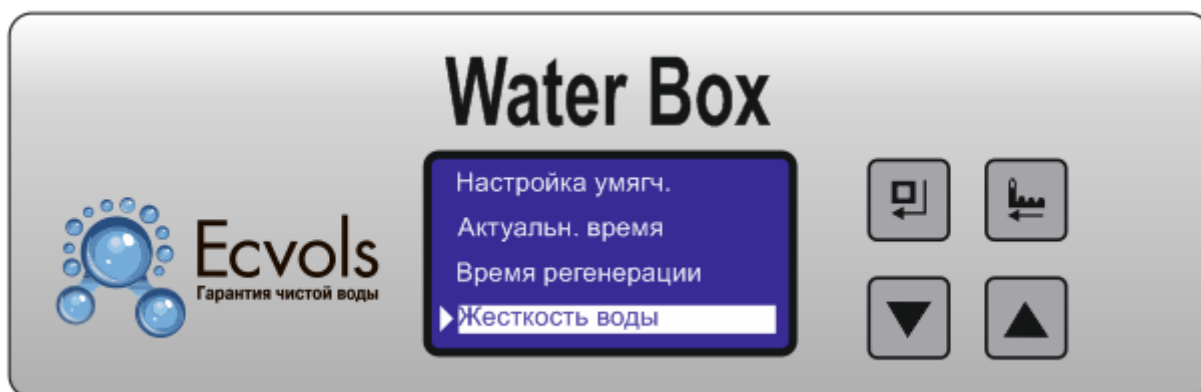 Water Box
Настройка умягч.
Актуальн. время
Время регенерации
Жесткость воды
Ecvols
Гарантия чистой воды